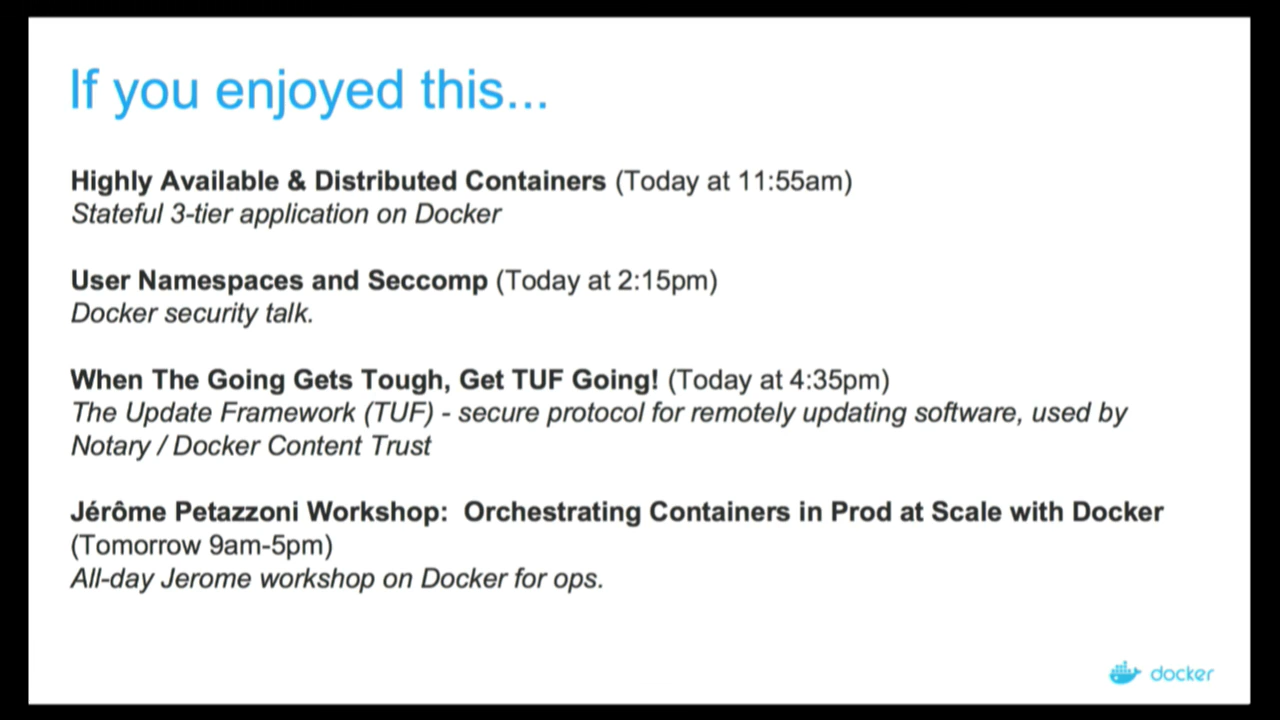 If you enjoyed this...
Highly Available & Distributed Containers (Today at 11:55am)
Stateful 3-tier application on Docker
User Namespaces and Seccomp (Today at 2:15pm)
Docker security talk.
When The Going Gets Tough, Get TUF Going! (Today at 4:35pm)
The Update Framework (TUF) - secure protocol for remotely updating software, used by
Notary / Docker Content Trust
Jérôme Petazzoni Workshop:  Orchestrating Containers in Prod at Scale with Docker
(Tomorrow 9am-5pm)
All-day Jerome workshop on Docker for ops.
docker